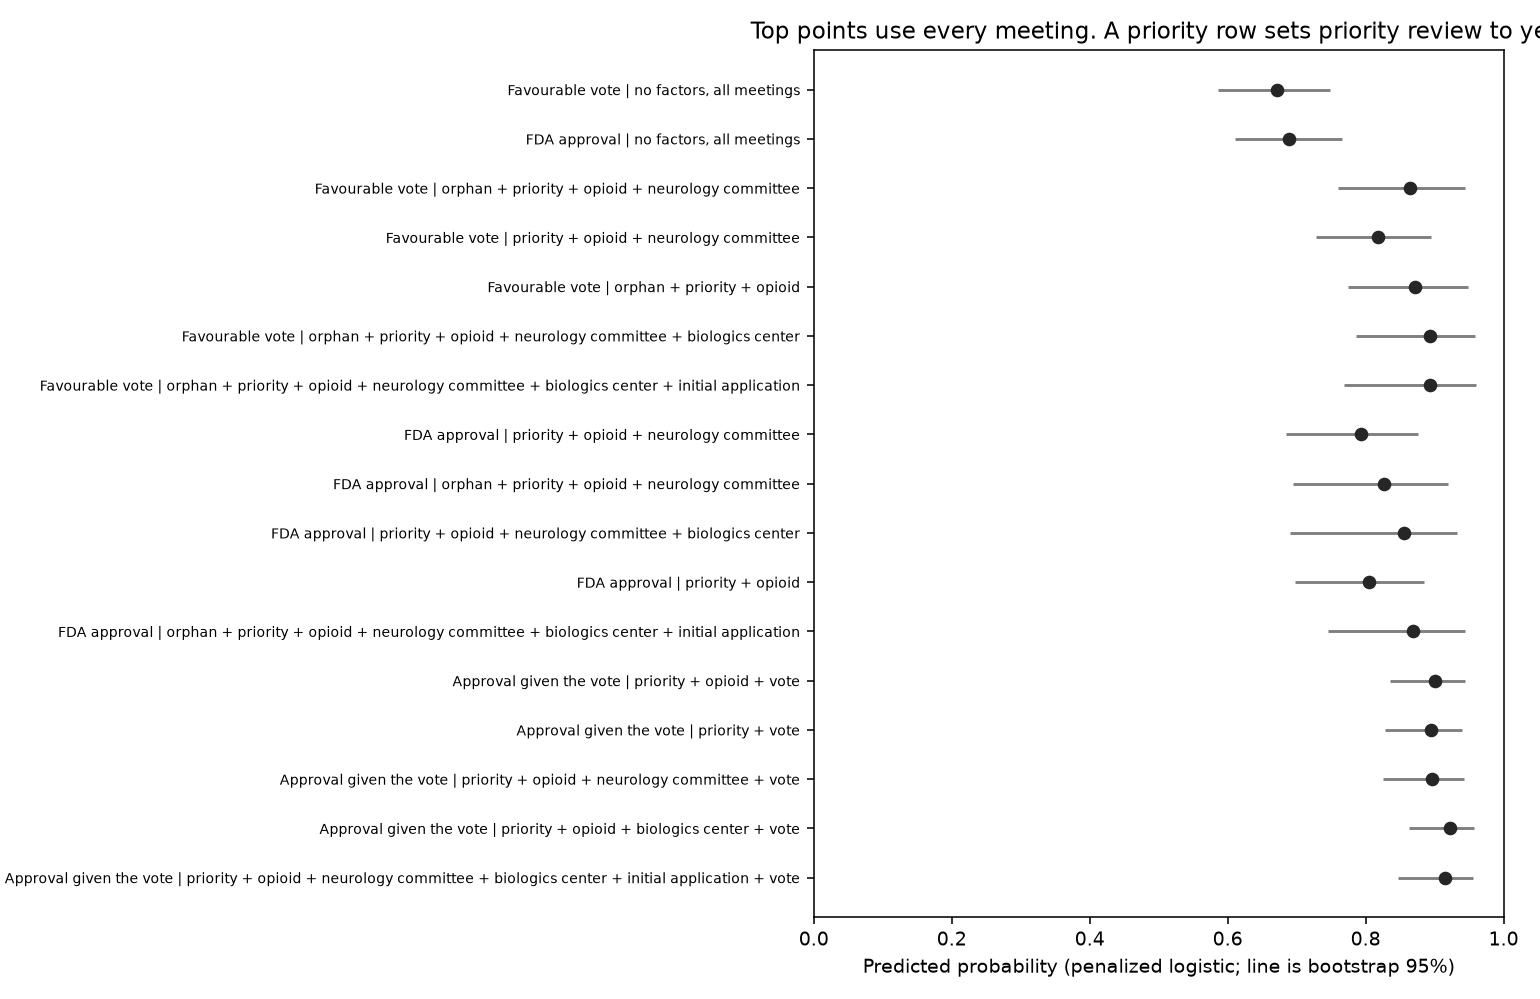 Top points use every meeting. A priority row sets priority review to ye
Favourable vote | no factors, all meetings
FDA approval | no factors, all meetings
Favourable vote | orphan + priority + opioid + neurology committee
Favourable vote | priority + opioid + neurology committee
Favourable vote | orphan + priority + opioid
Favourable vote | orphan + priority + opioid + neurology committee + biologics center
Favourable vote | orphan + priority + opioid + neurology committee + biologics center + initial application
FDA approval | priority + opioid + neurology committee
FDA approval | orphan + priority + opioid + neurology committee
FDA approval | priority + opioid + neurology committee + biologics center
FDA approval | priority + opioid
FDA approval | orphan + priority + opioid + neurology committee + biologics center + initial application
Approval given the vote | priority + opioid + vote
Approval given the vote | priority + vote
Approval given the vote | priority + opioid + neurology committee + vote
Approval given the vote | priority + opioid + biologics center + vote
Approval given the vote | priority + opioid + neurology committee + biologics center + initial application + vote
0.0 0.2 0.4 0.6 0.8 1.0
Predicted probability (penalized logistic; line is bootstrap 95%)